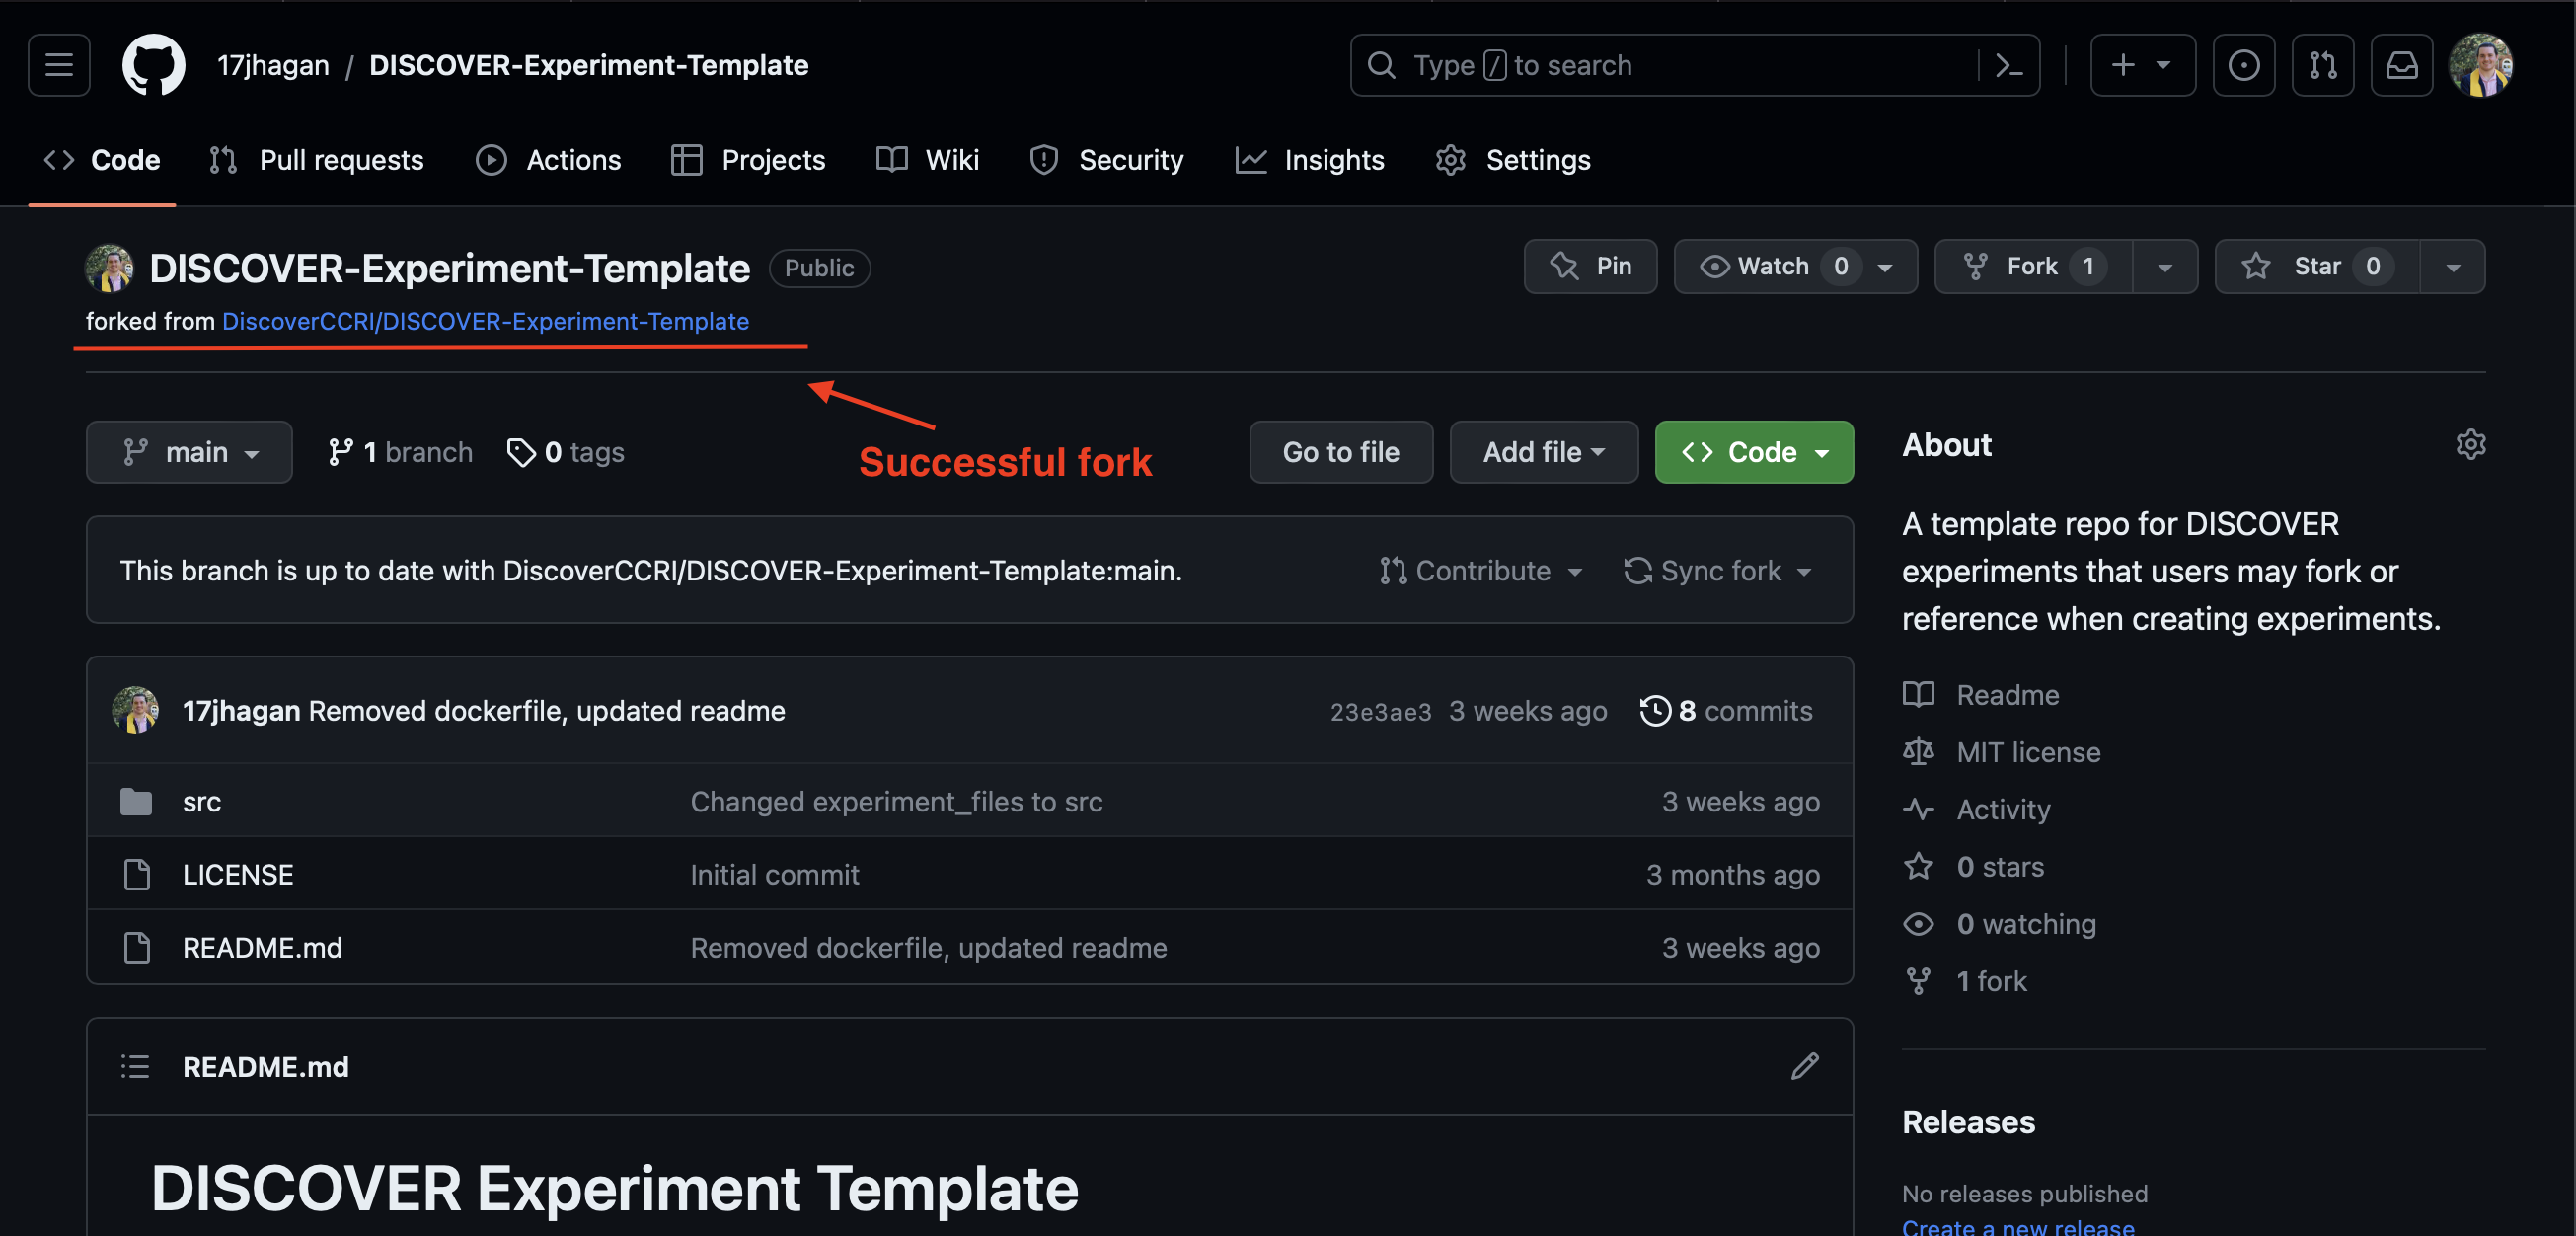 17jhagan / DISCOVER-Experiment-Template
Type / to search
Code Pull requests Actions Projects Wiki Security Insights Settings
DISCOVER-Experiment-Template Public
Pin Watch 0 Fork 1 Star 0
forked from DiscoverCCRI/DISCOVER-Experiment-Template
main 1 branch 0 tags
Successful fork
Go to file Add file Code
This branch is up to date with DiscoverCCRI/DISCOVER-Experiment-Template:main.
Contribute Sync fork
17jhagan Removed dockerfile, updated readme 23e3ae3 3 weeks ago 8 commits
src Changed experiment_files to src 3 weeks ago
LICENSE Initial commit 3 months ago
README.md Removed dockerfile, updated readme 3 weeks ago
README.md
DISCOVER Experiment Template
About
A template repo for DISCOVER
experiments that users may fork or
reference when creating experiments.
Readme
MIT license
Activity
0 stars
0 watching
1 fork
Releases
No releases published
Create a new release